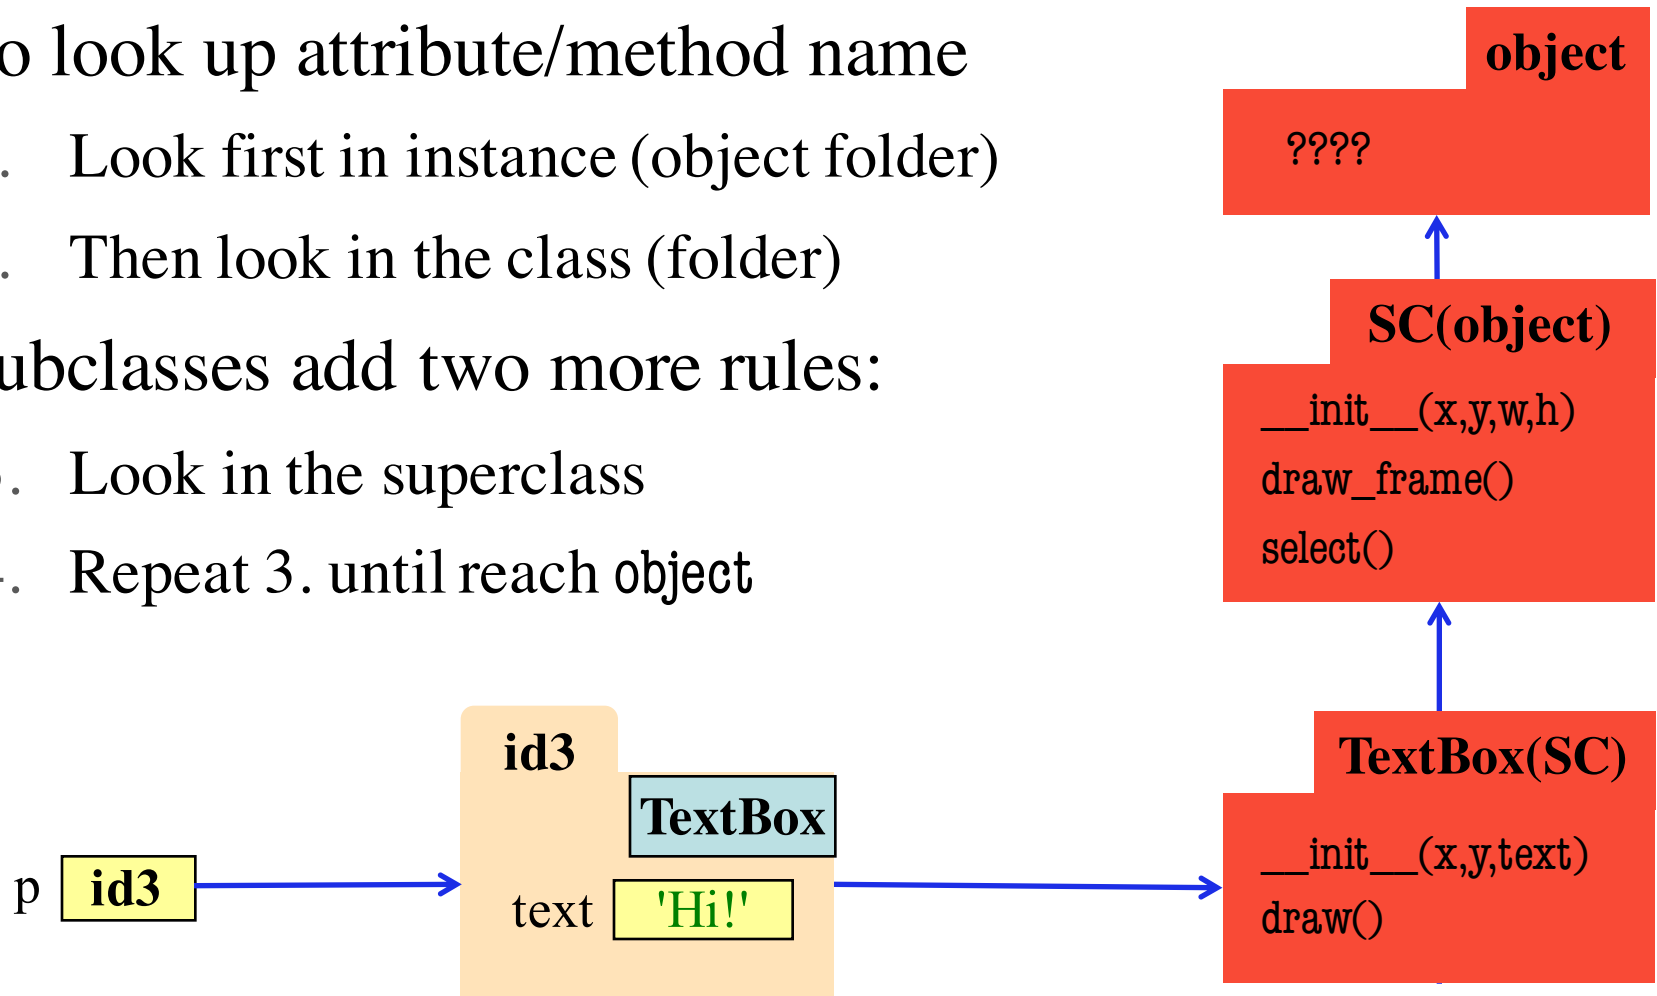 o look up attribute/method name
. Look first in instance (object folder)
. Then look in the class (folder)
ubclasses add two more rules:
. Look in the superclass
. Repeat 3. until reach object
object
????
SC(object)
__init__(x,y,w,h)
draw_frame()
select()
TextBox(SC)
__init__(x,y,text)
draw()
id3
TextBox
p id3
text 'Hi!'